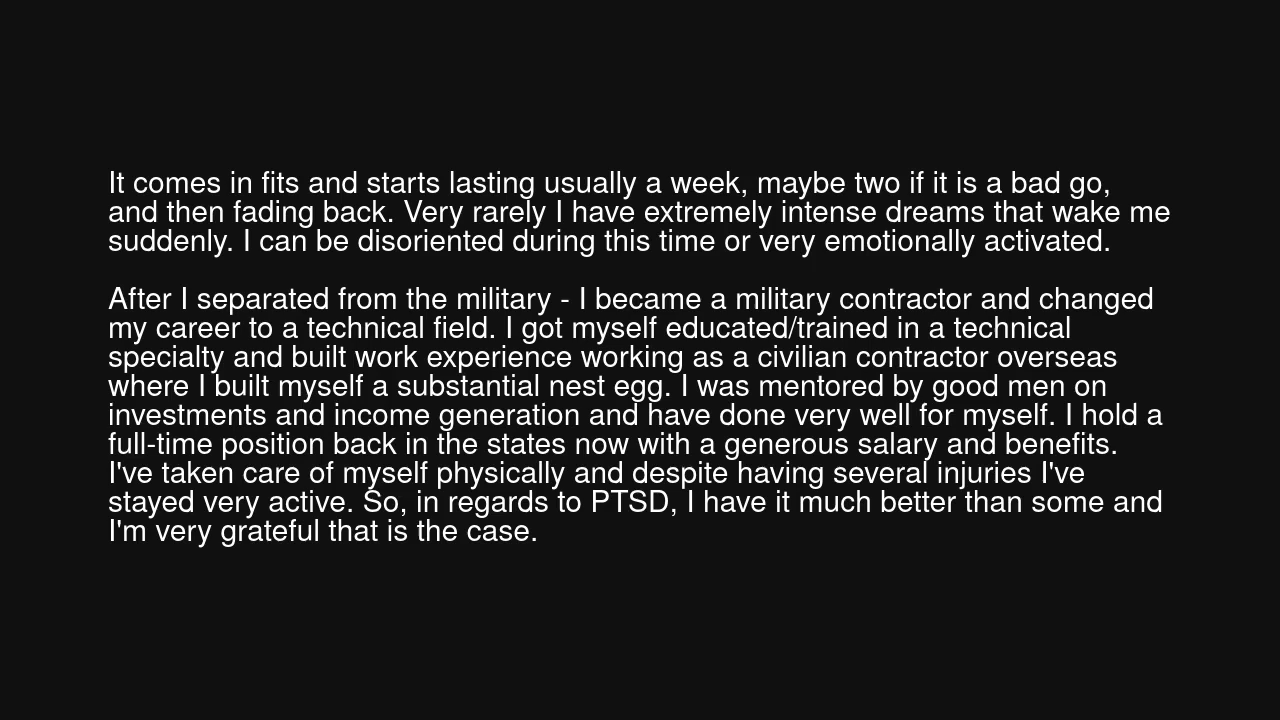 It comes in fits and starts lasting usually a week, maybe two if it is a bad go,
and then fading back. Very rarely I have extremely intense dreams that wake me
suddenly. I can be disoriented during this time or very emotionally activated.
After I separated from the military - I became a military contractor and changed
my career to a technical field. I got myself educated/trained in a technical
specialty and built work experience working as a civilian contractor overseas
where I built myself a substantial nest egg. I was mentored by good men on
investments and income generation and have done very well for myself. I hold a
full-time position back in the states now with a generous salary and benefits.
I've taken care of myself physically and despite having several injuries I've
stayed very active. So, in regards to PTSD, I have it much better than some and
I'm very grateful that is the case.